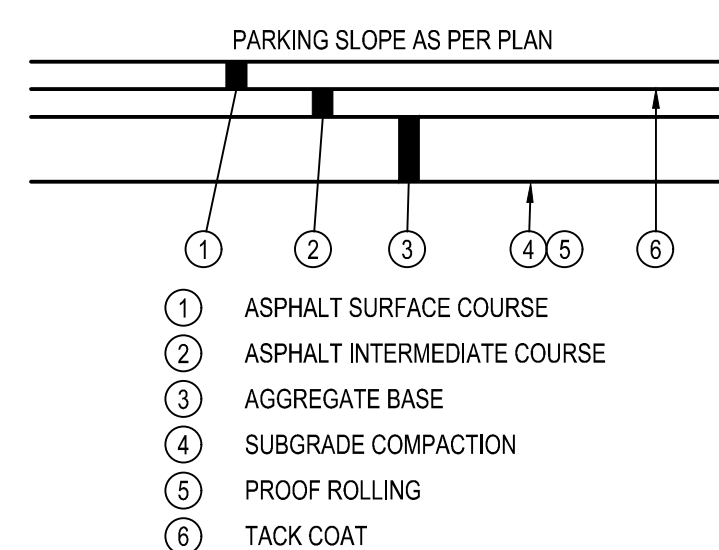 PARKING SLOPE AS PER PLAN
1 2 3 4 5 6
1 ASPHALT SURFACE COURSE
2 ASPHALT INTERMEDIATE COURSE
3 AGGREGATE BASE
4 SUBGRADE COMPACTION
5 PROOF ROLLING
6 TACK COAT